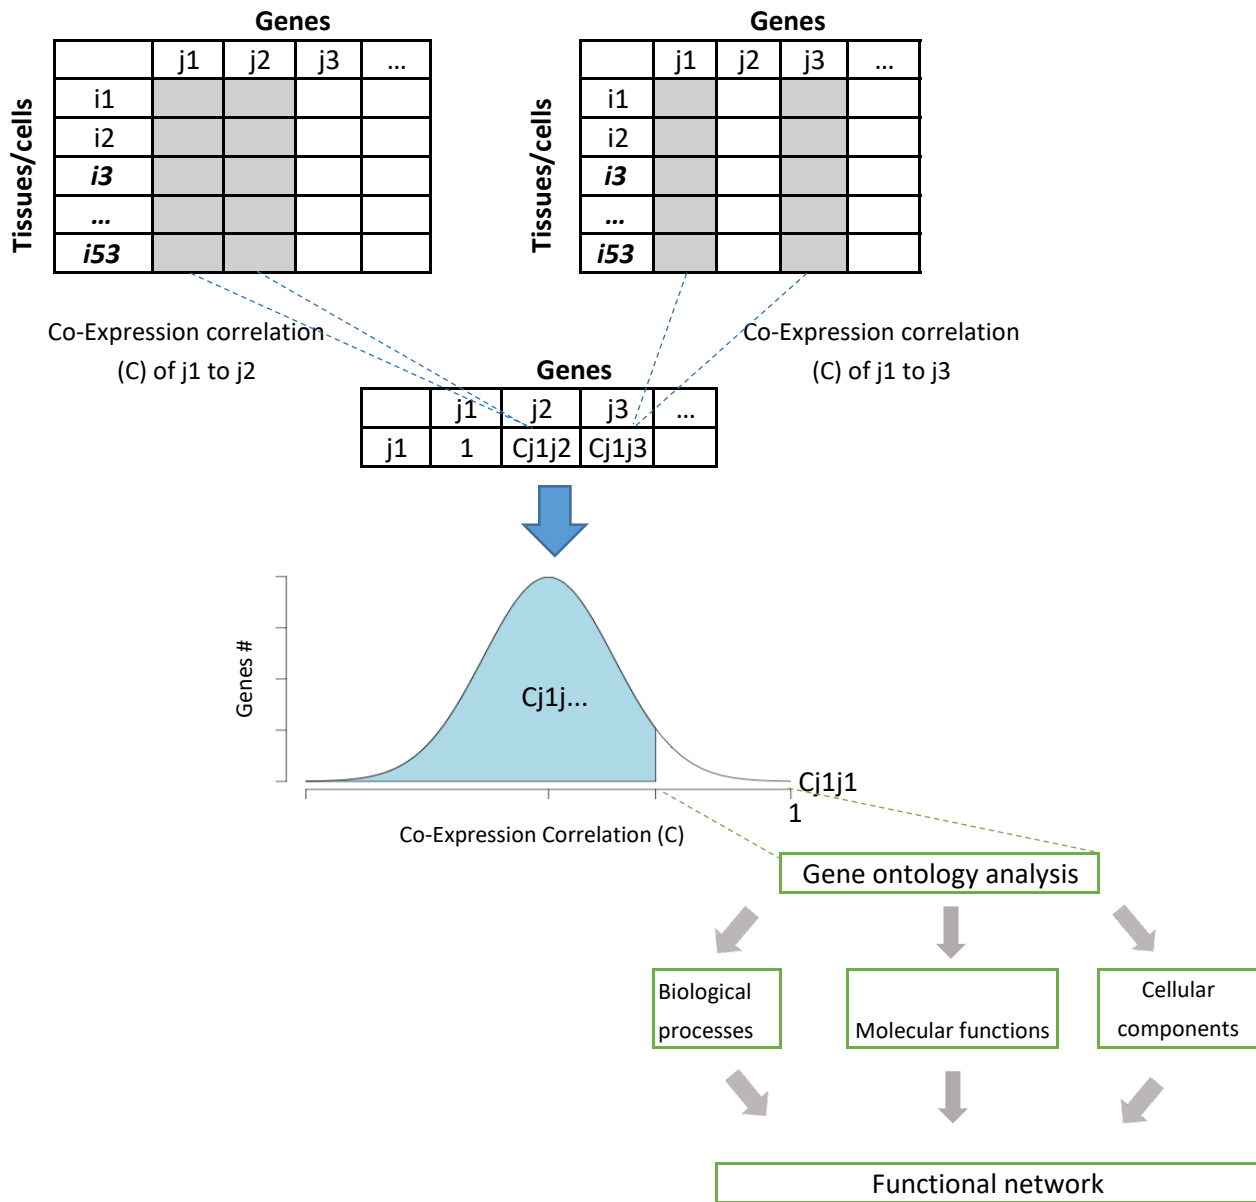 Genes
j1 j2 j3 ...
Tissues/cells
i1
i2
i3
...
i53
Genes
j1 j2 j3 ...
Tissues/cells
i1
i2
i3
...
i53
Co-Expression correlation
(C) of j1 to j2
Co-Expression correlation
(C) of j1 to j3
Genes
j1 j2 j3 ...
j1 1 Cj1j2 Cj1j3
Genes #
Cj1j...
Cj1j1
1
Co-Expression Correlation (C)
Gene ontology analysis
Biological
processes
Molecular functions
Cellular
components
Functional network